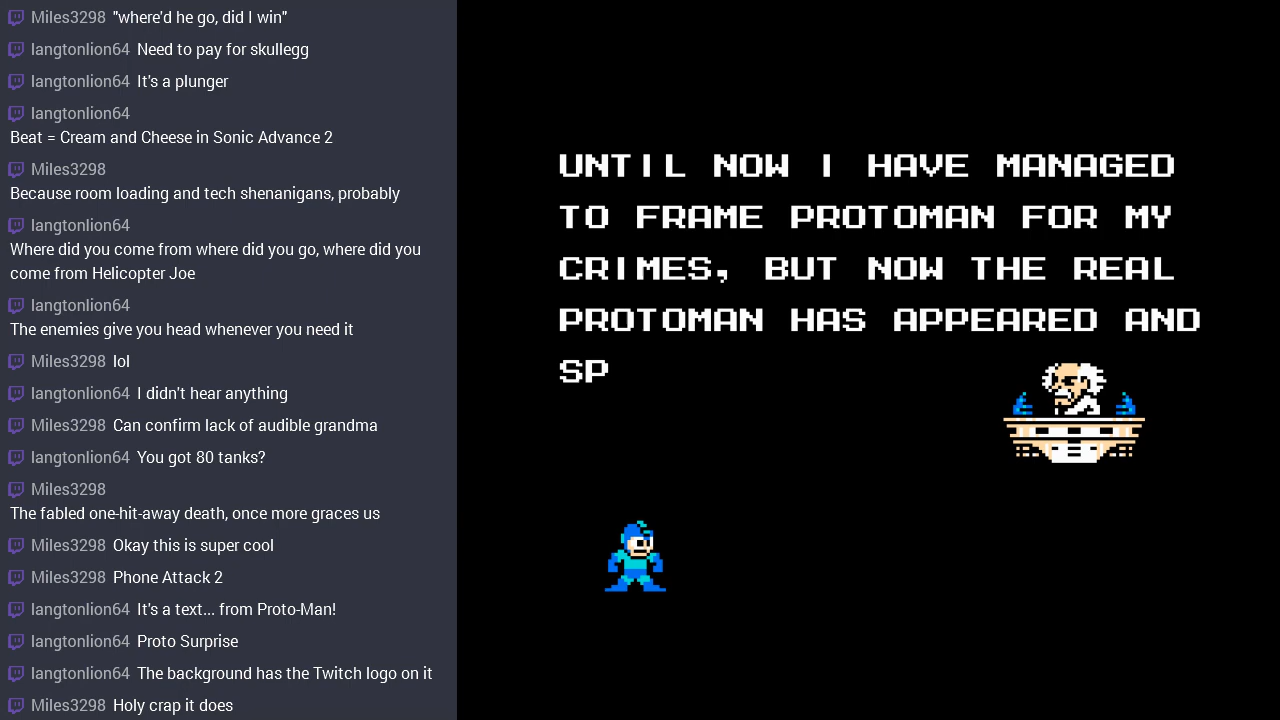 Miles3298 "where'd he go, did I win"
langtonlion64 Need to pay for skullegg
langtonlion64 It's a plunger
langtonlion64
Beat = Cream and Cheese in Sonic Advance 2
Miles3298
Because room loading and tech shenanigans, probably
langtonlion64
Where did you come from where did you go, where did you
come from Helicopter Joe
langtonlion64
The enemies give you head whenever you need it
Miles3298 lol
langtonlion64 I didn't hear anything
Miles3298 Can confirm lack of audible grandma
langtonlion64 You got 80 tanks?
Miles3298
The fabled one-hit-away death, once more graces us
Miles3298 Okay this is super cool
Miles3298 Phone Attack 2
langtonlion64 It's a text... from Proto-Man!
langtonlion64 Proto Surprise
langtonlion64 The background has the Twitch logo on it
Miles3298 Holy crap it does
UNTIL NOW I HAVE MANAGED
TO FRAME PROTOMAN FOR MY
CRIMES, BUT NOW THE REAL
PROTOMAN HAS APPEARED AND
SP